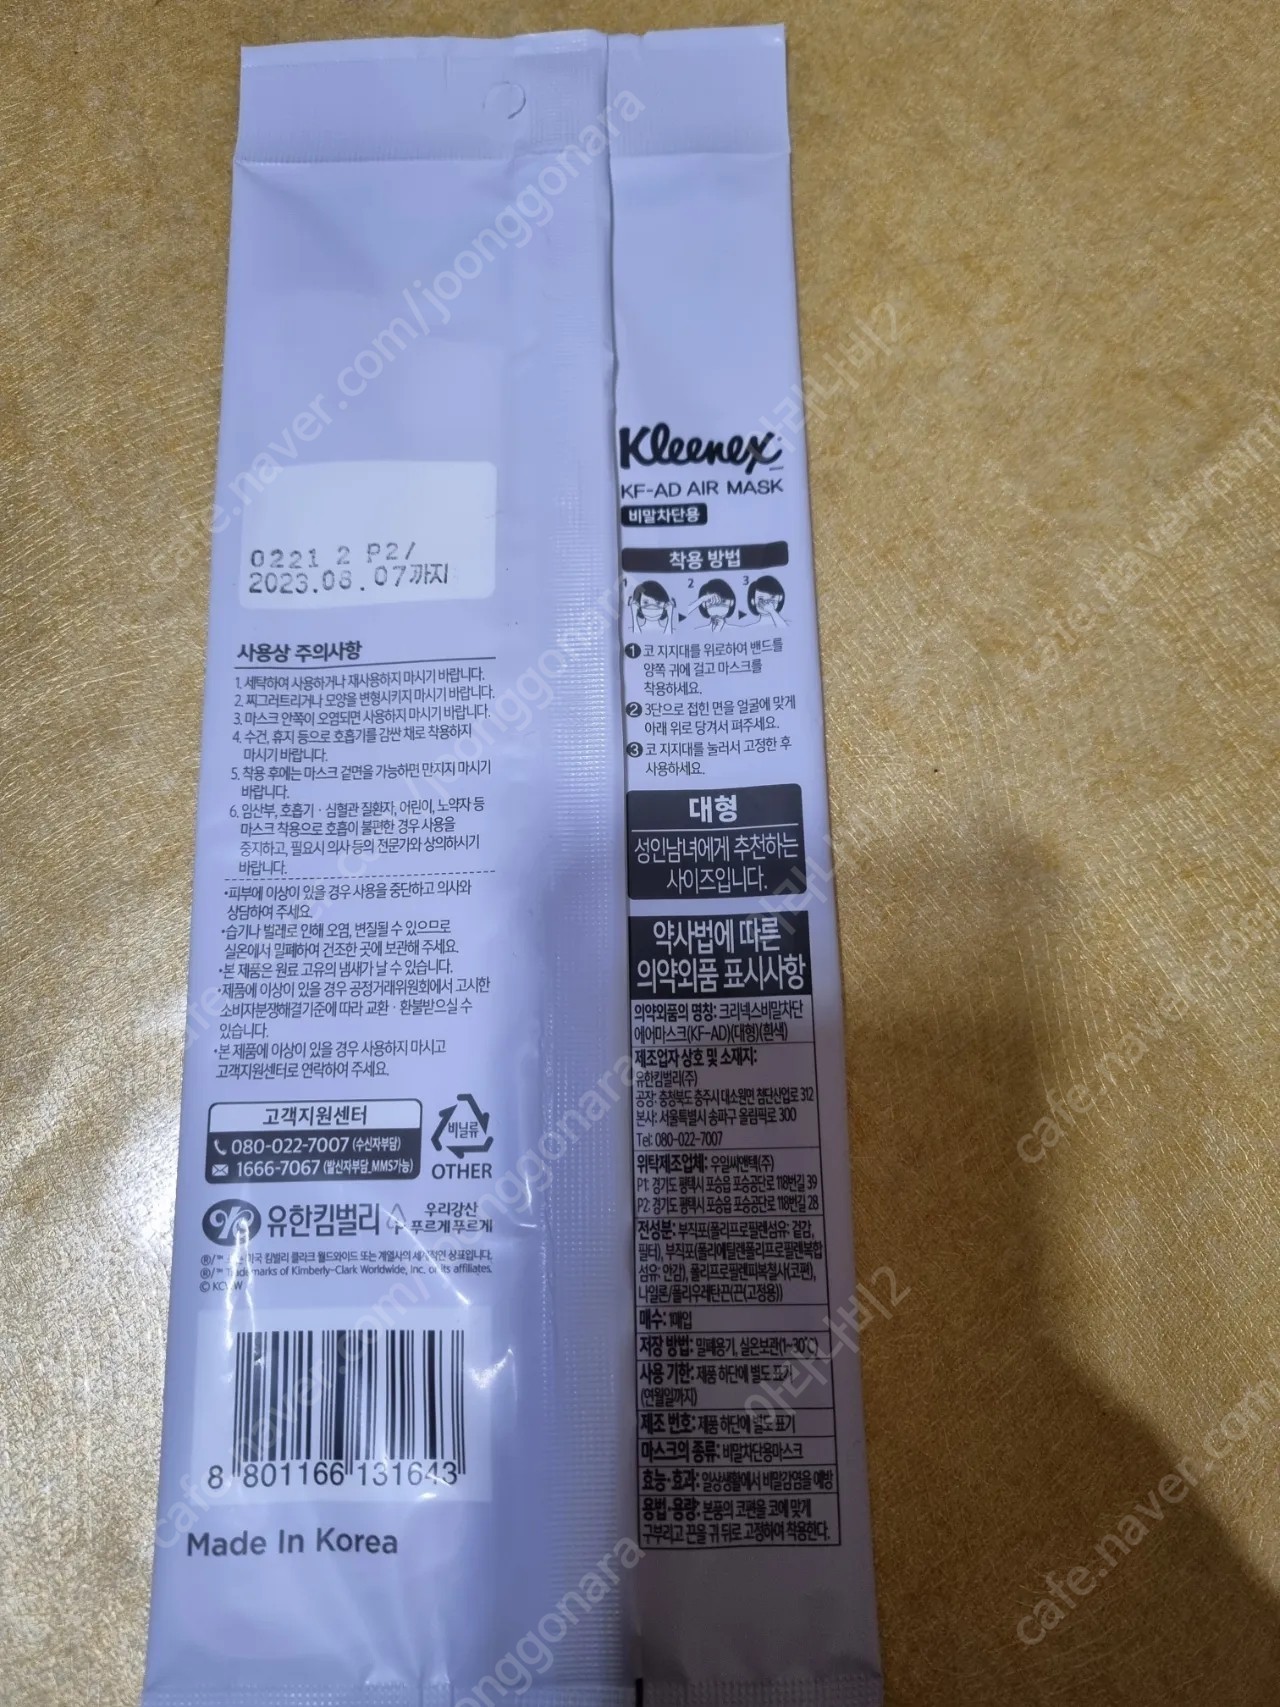 0221 2 P2/
2023.08.07까지
사용상 주의사항
1. 세탁하여 사용하거나 재사용하지 마시기 바랍니다.
2. 찌그러트리거나 모양을 변형시키지 마시기 바랍니다.
3. 마스크 안쪽이 오염되면 사용하지 마시기 바랍니다.
4. 수건, 휴지 등으로 호흡기를 감싼 채로 착용하지
마시기 바랍니다.
5. 착용 후에는 마스크 겉면을 가능하면 만지지 마시기
바랍니다.
6. 임산부, 호흡기·심혈관 질환자, 어린이, 노약자 등
마스크 착용으로 호흡이 불편한 경우 사용을
중지하고, 필요시 의사 등의 전문가와 상의하시기
바랍니다.
•피부에 이상이 있을 경우 사용을 중단하고 의사와
상담하여 주세요.
•습기나 벌레로 인해 오염, 변질될 수 있으므로
실온에서 밀폐하여 건조한 곳에 보관해 주세요.
•본 제품은 원료 고유의 냄새가 날 수 있습니다.
•제품에 이상이 있을 경우 공정거래위원회에서 고시한
소비자분쟁해결기준에 따라 교환·환불받으실 수
있습니다.
•본 제품에 이상이 있을 경우 사용하지 마시고
고객지원센터로 연락하여 주세요.
고객지원센터
080-022-7007 (수신자부담)
1666-7067 (발신자부담_MMS가능)
비닐류
OTHER
유한킴벌리
우리강산
푸르게 푸르게
®/™ 또는 미국 킴벌리 클라크 월드와이드 또는 계열사의 세계적인 상표입니다.
®/™ Trademarks of Kimberly-Clark Worldwide, Inc. or its affiliates.
© KCWW
8 801166 131643
Made In Korea
Kleenex
KF-AD AIR MASK
비말차단용
착용 방법
1 2 3
1 코 지지대를 위로하여 밴드를
양쪽 귀에 걸고 마스크를
착용하세요.
2 3단으로 접힌 면을 얼굴에 맞게
아래 위로 당겨서 펴주세요.
3 코 지지대를 눌러서 고정한 후
사용하세요.
대형
성인남녀에게 추천하는
사이즈입니다.
약사법에 따른
의약외품 표시사항
의약외품의 명칭: 크리넥스비말차단
에어마스크(KF-AD)(대형)(흰색)
제조업자 상호 및 소재지:
유한킴벌리(주)
공장: 충청북도 충주시 대소원면 첨단산업로 312
본사: 서울특별시 송파구 올림픽로 300
Tel: 080-022-7007
위탁제조업체: 우일씨앤텍(주)
P1: 경기도 평택시 포승읍 포승공단로 118번길 39
P2: 경기도 평택시 포승읍 포승공단로 118번길 28
전성분: 부직포(폴리프로필렌섬유: 겉감,
필터), 부직포(폴리에틸렌폴리프로필렌복합
섬유: 안감), 폴리프로필렌피복철사(코편),
나일론/폴리우레탄끈(끈(고정용))
매수: 1매입
저장 방법: 밀폐용기, 실온보관(1~30℃)
사용 기한: 제품 하단에 별도 표기
(연월일까지)
제조 번호: 제품 하단에 별도 표기
마스크의 종류: 비말차단용마스크
효능·효과: 일상생활에서 비말감염을 예방
용법·용량: 본품의 코편을 코에 맞게
구부리고 끈을 귀 뒤로 고정하여 착용한다.
cafe.naver.com/joonggonara
아래나비2